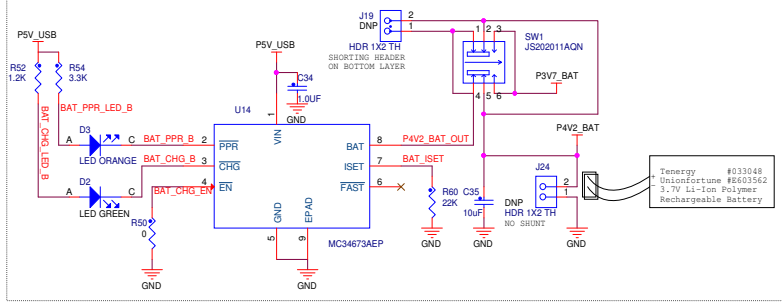 J19
DNP
2
1
HDR 1X2 TH
SHORTING HEADER
ON BOTTOM LAYER
SW1
JS202011AQN
1 2 3
4 5 6
P3V7_BAT
P5V_USB
R52
1.2K
R54
3.3K
BAT_PPR_LED_B
BAT_CHG_LED_B
P5V_USB
C34
1.0UF
GND
U14
1
VIN
D3
A
C
LED ORANGE
BAT_PPR_B
2
PPR
D2
A
C
LED GREEN
BAT_CHG_B
3
CHG
BAT_CHG_EN
4
EN
R50
0
GND
GND
5
EPAD
9
GND
MC34673AEP
BAT
8
P4V2_BAT_OUT
ISET
7
BAT_ISET
FAST
6
R60
22K
GND
C35
10uF
GND
P4V2_BAT
J24
2
1
DNP
HDR 1X2 TH
NO SHUNT
GND
+
-
Tenergy #033048
Unionfortune #E603562
3.7V Li-Ion Polymer
Rechargeable Battery